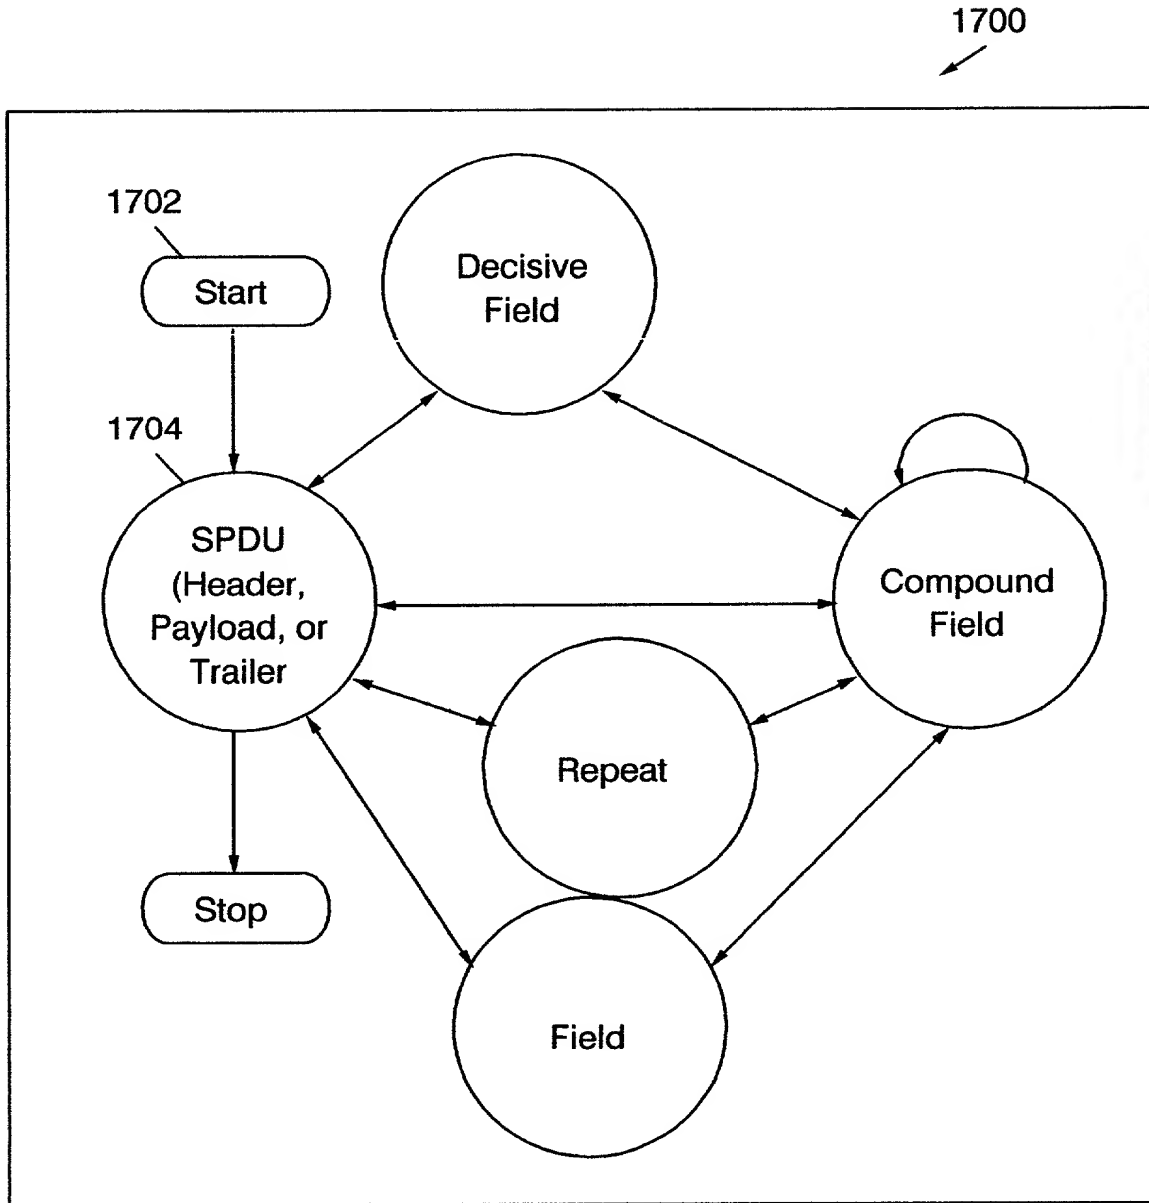 1700
1702
Start
Decisive
Field
1704
SPDU
(Header,
Payload, or
Trailer
Compound
Field
Repeat
Stop
Field